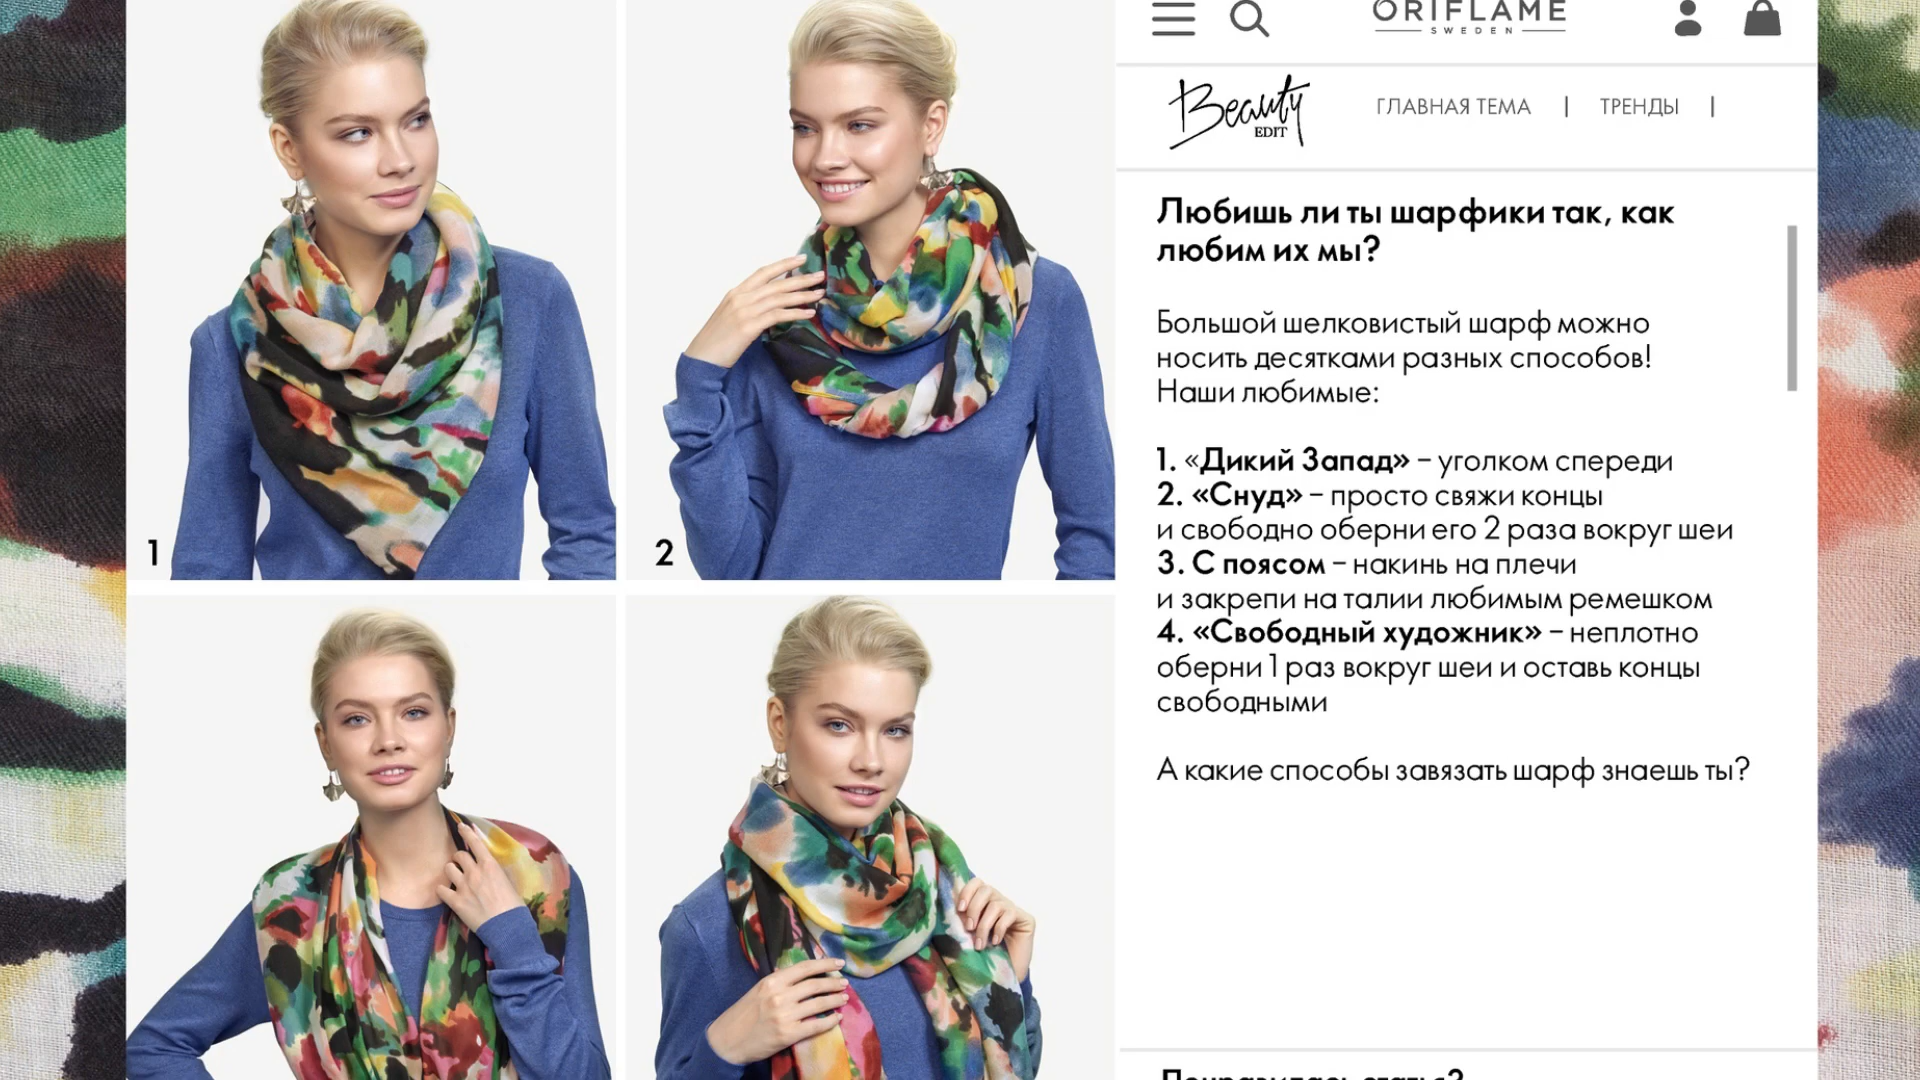 ORIFLAME
SWEDEN
Beauty
EDIT
ГЛАВНАЯ ТЕМА | ТРЕНДЫ |
Любишь ли ты шарфики так, как
любим их мы?
Большой шелковистый шарф можно
носить десятками разных способов!
Наши любимые:
1. «Дикий Запад» – уголком спереди
2. «Снуд» – просто свяжи концы
и свободно оберни его 2 раза вокруг шеи
3. С поясом – накинь на плечи
и закрепи на талии любимым ремешком
4. «Свободный художник» – неплотно
оберни 1 раз вокруг шеи и оставь концы
свободными
А какие способы завязать шарф знаешь ты?
Понравилась статья?
1
2